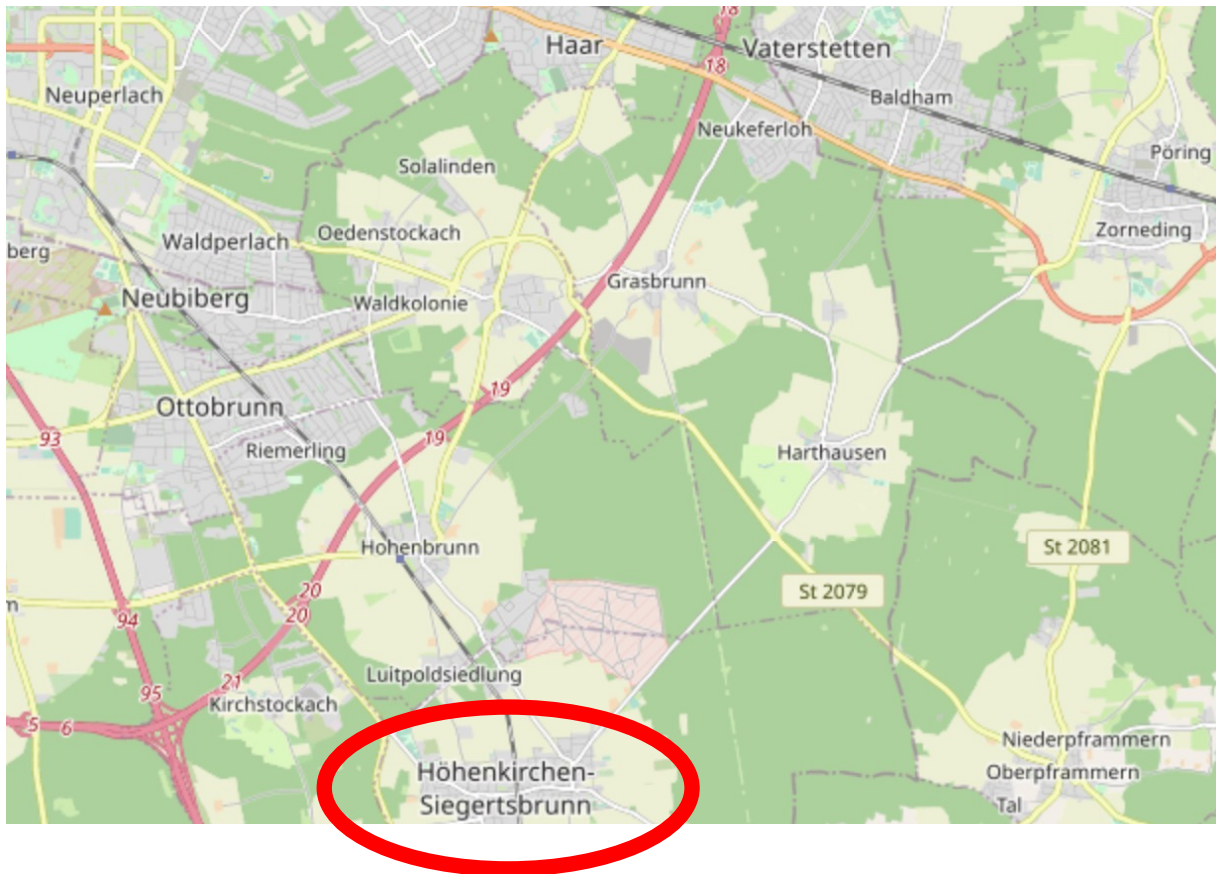 18
Haar
Vaterstetten
18
Neuperlach
Baldham
Neukeferloh
Pöring
Solalinden
Oedenstockach
Waldperlach
Zorneding
berg
Grasbrunn
Neubiberg
Waldkolonie
19
Ottobrunn
93
19
Riemerling
Harthausen
Hohenbrunn
St 2081
20
St 2079
m
94
20
Luitpoldsiedlung
21
95
Kirchstockach
5
6
Niederpframmern
Höhenkirchen-
Siegertsbrunn
Oberpframmern
Tal